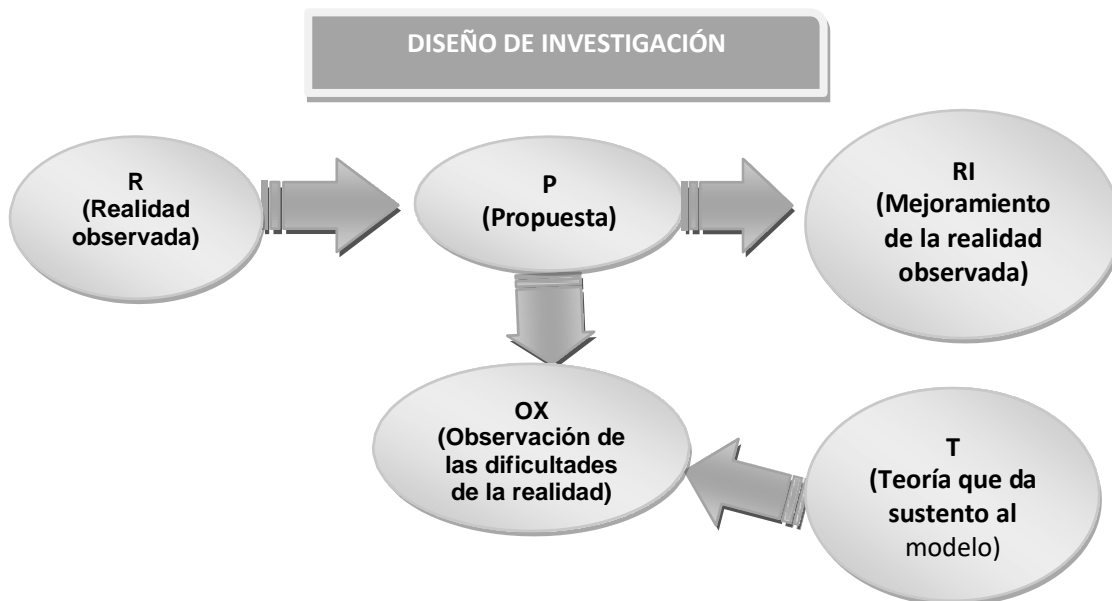 DISEÑO DE INVESTIGACIÓN
R
(Realidad
observada)
P
(Propuesta)
RI
(Mejoramiento
de la realidad
observada)
OX
(Observación de
las dificultades
de la realidad)
T
(Teoría que da
sustento al
modelo)